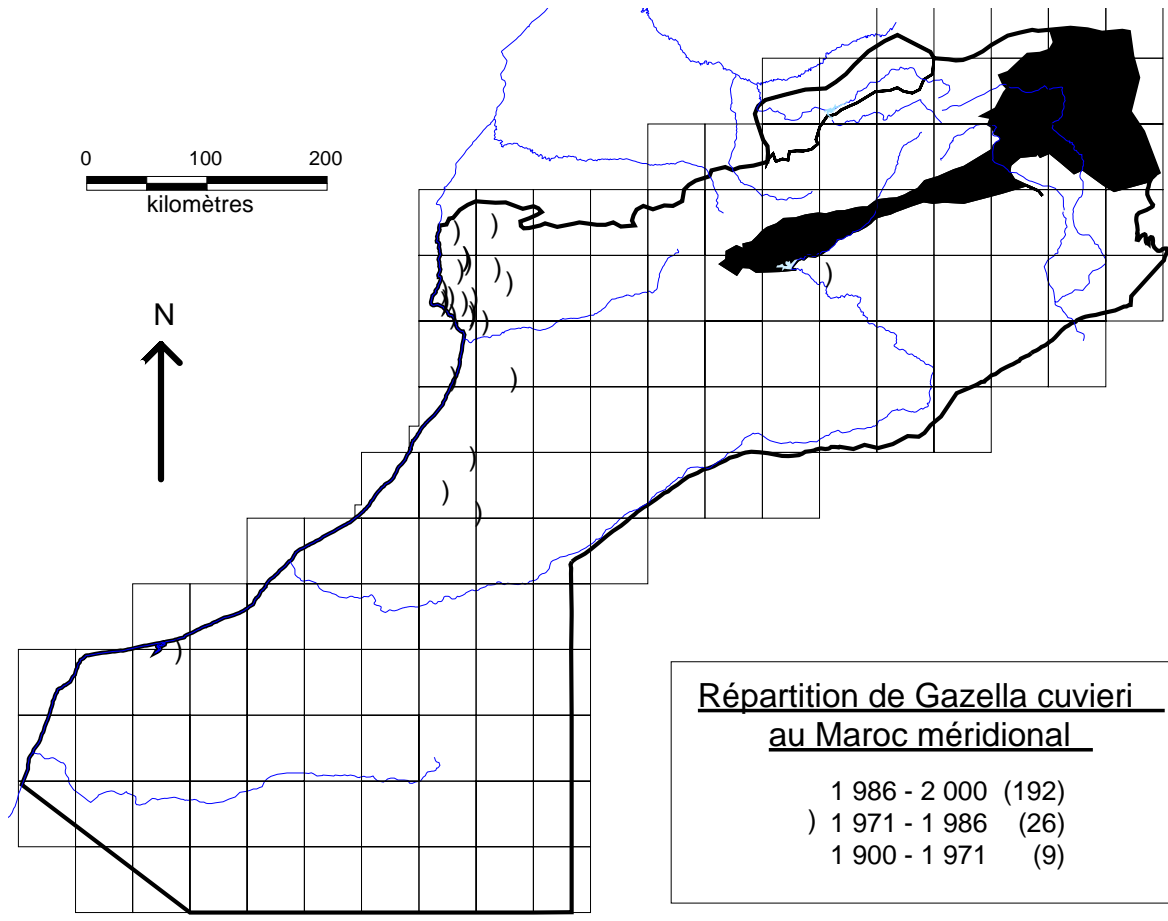 0 100 200
kilomètres
N
Répartition de Gazella cuvieri
au Maroc méridional
1 986 - 2 000 (192)
) 1 971 - 1 986 (26)
1 900 - 1 971 (9)